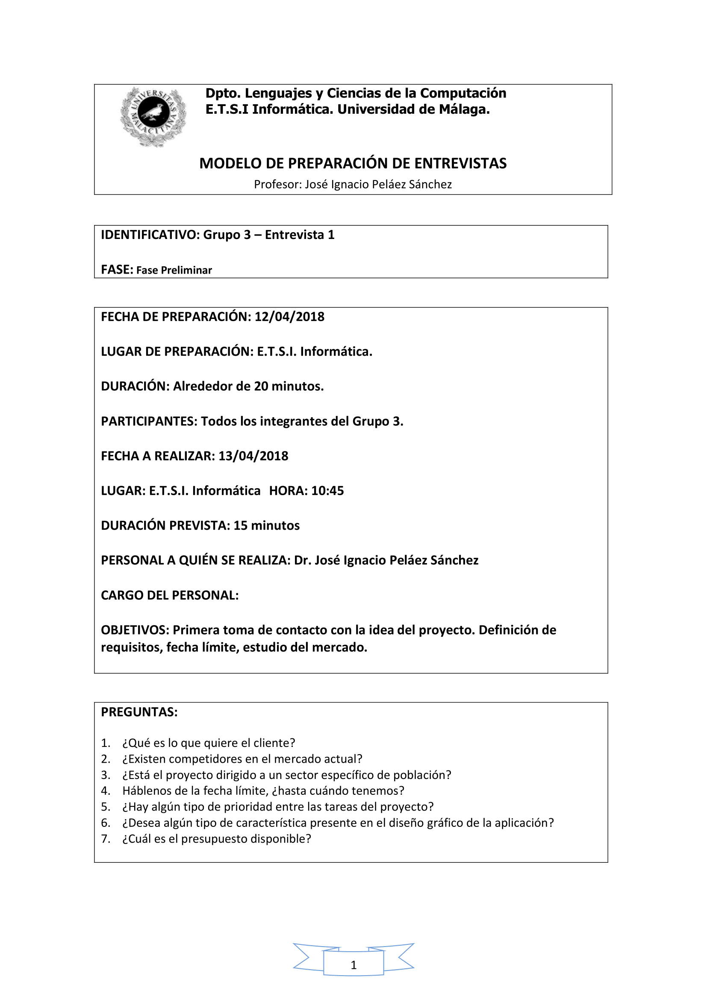 UNIVERSITAS MALACITANA
Dpto. Lenguajes y Ciencias de la Computación
E.T.S.I Informática. Universidad de Málaga.
MODELO DE PREPARACIÓN DE ENTREVISTAS
Profesor: José Ignacio Peláez Sánchez
IDENTIFICATIVO: Grupo 3 – Entrevista 1
FASE: Fase Preliminar
FECHA DE PREPARACIÓN: 12/04/2018
LUGAR DE PREPARACIÓN: E.T.S.I. Informática.
DURACIÓN: Alrededor de 20 minutos.
PARTICIPANTES: Todos los integrantes del Grupo 3.
FECHA A REALIZAR: 13/04/2018
LUGAR: E.T.S.I. Informática HORA: 10:45
DURACIÓN PREVISTA: 15 minutos
PERSONAL A QUIÉN SE REALIZA: Dr. José Ignacio Peláez Sánchez
CARGO DEL PERSONAL:
OBJETIVOS: Primera toma de contacto con la idea del proyecto. Definición de
requisitos, fecha límite, estudio del mercado.
PREGUNTAS:
1. ¿Qué es lo que quiere el cliente?
2. ¿Existen competidores en el mercado actual?
3. ¿Está el proyecto dirigido a un sector específico de población?
4. Háblenos de la fecha límite, ¿hasta cuándo tenemos?
5. ¿Hay algún tipo de prioridad entre las tareas del proyecto?
6. ¿Desea algún tipo de característica presente en el diseño gráfico de la aplicación?
7. ¿Cuál es el presupuesto disponible?
1